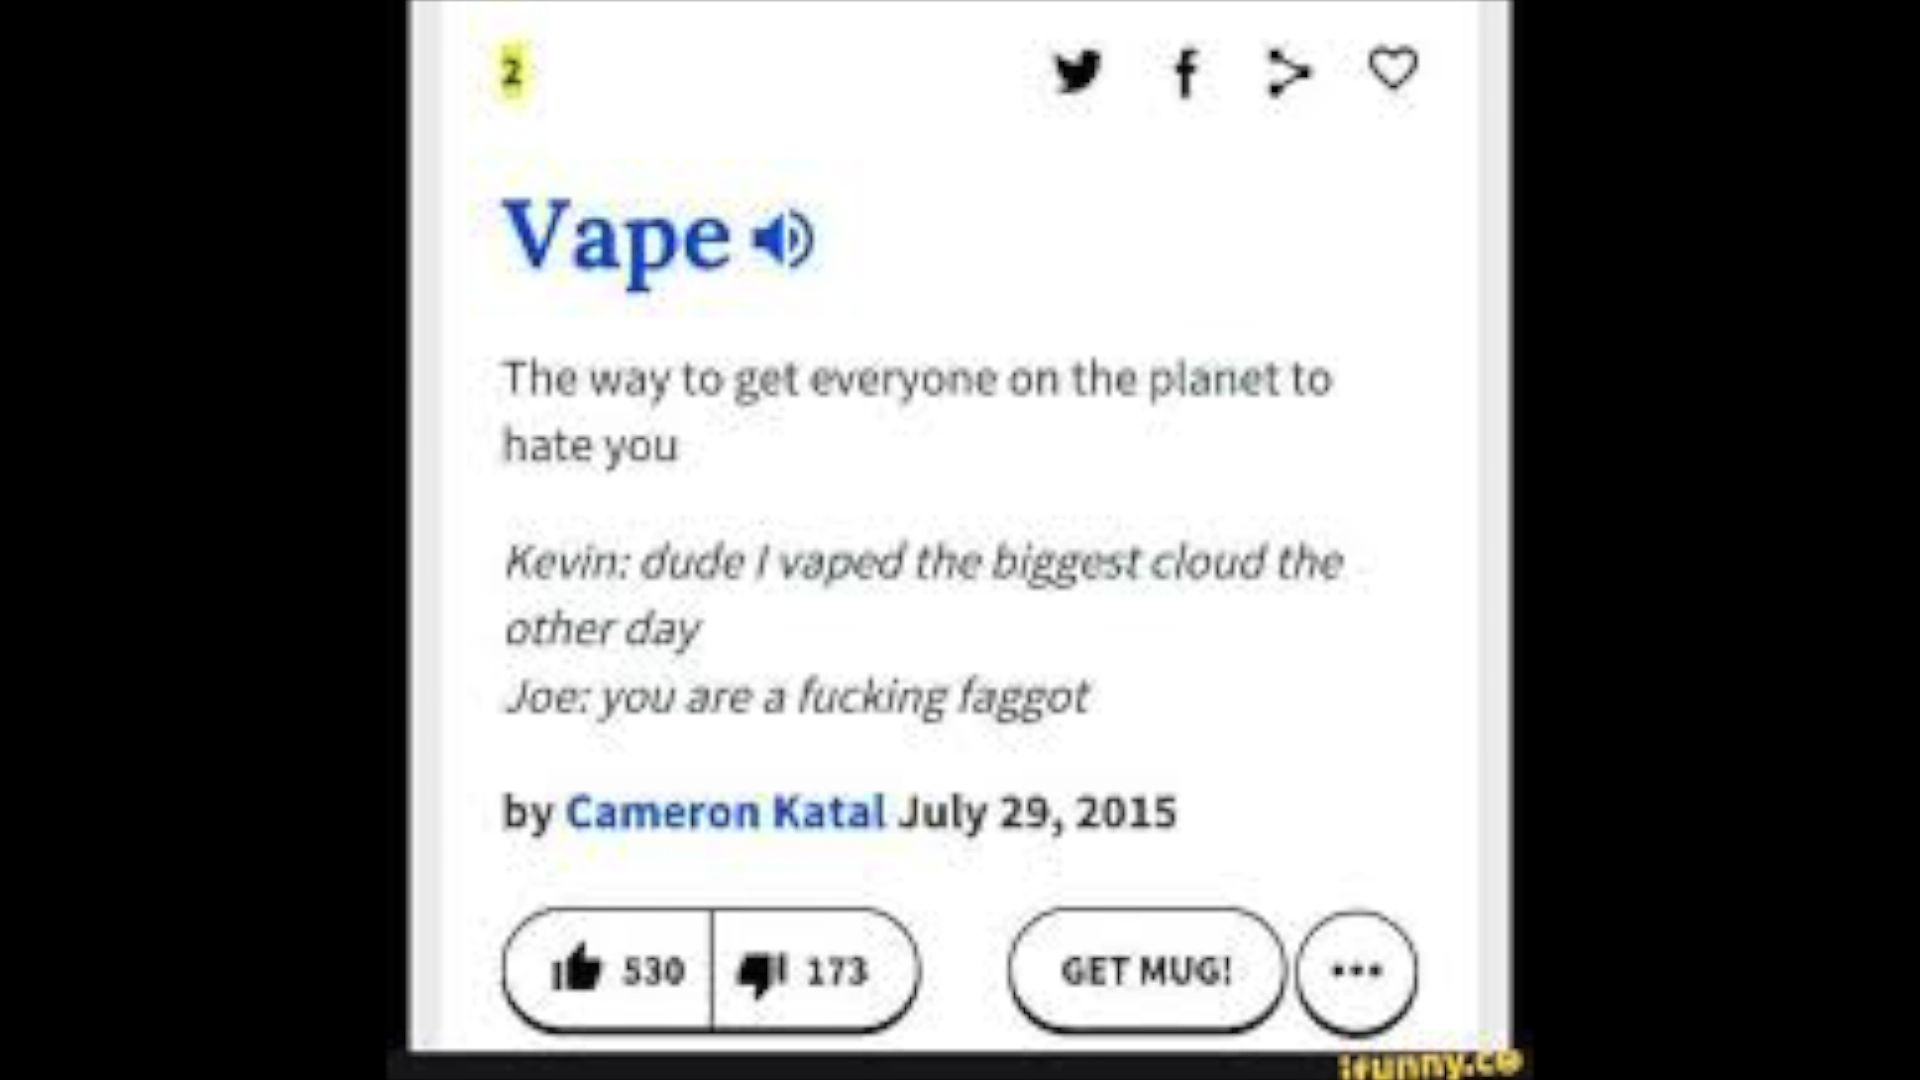 2
Vape
The way to get everyone on the planet to
hate you
Kevin: dude I vaped the biggest cloud the
other day
Joe: you are a fucking faggot
by Cameron Katal July 29, 2015
530 173 GET MUG! •••
ifunny.co